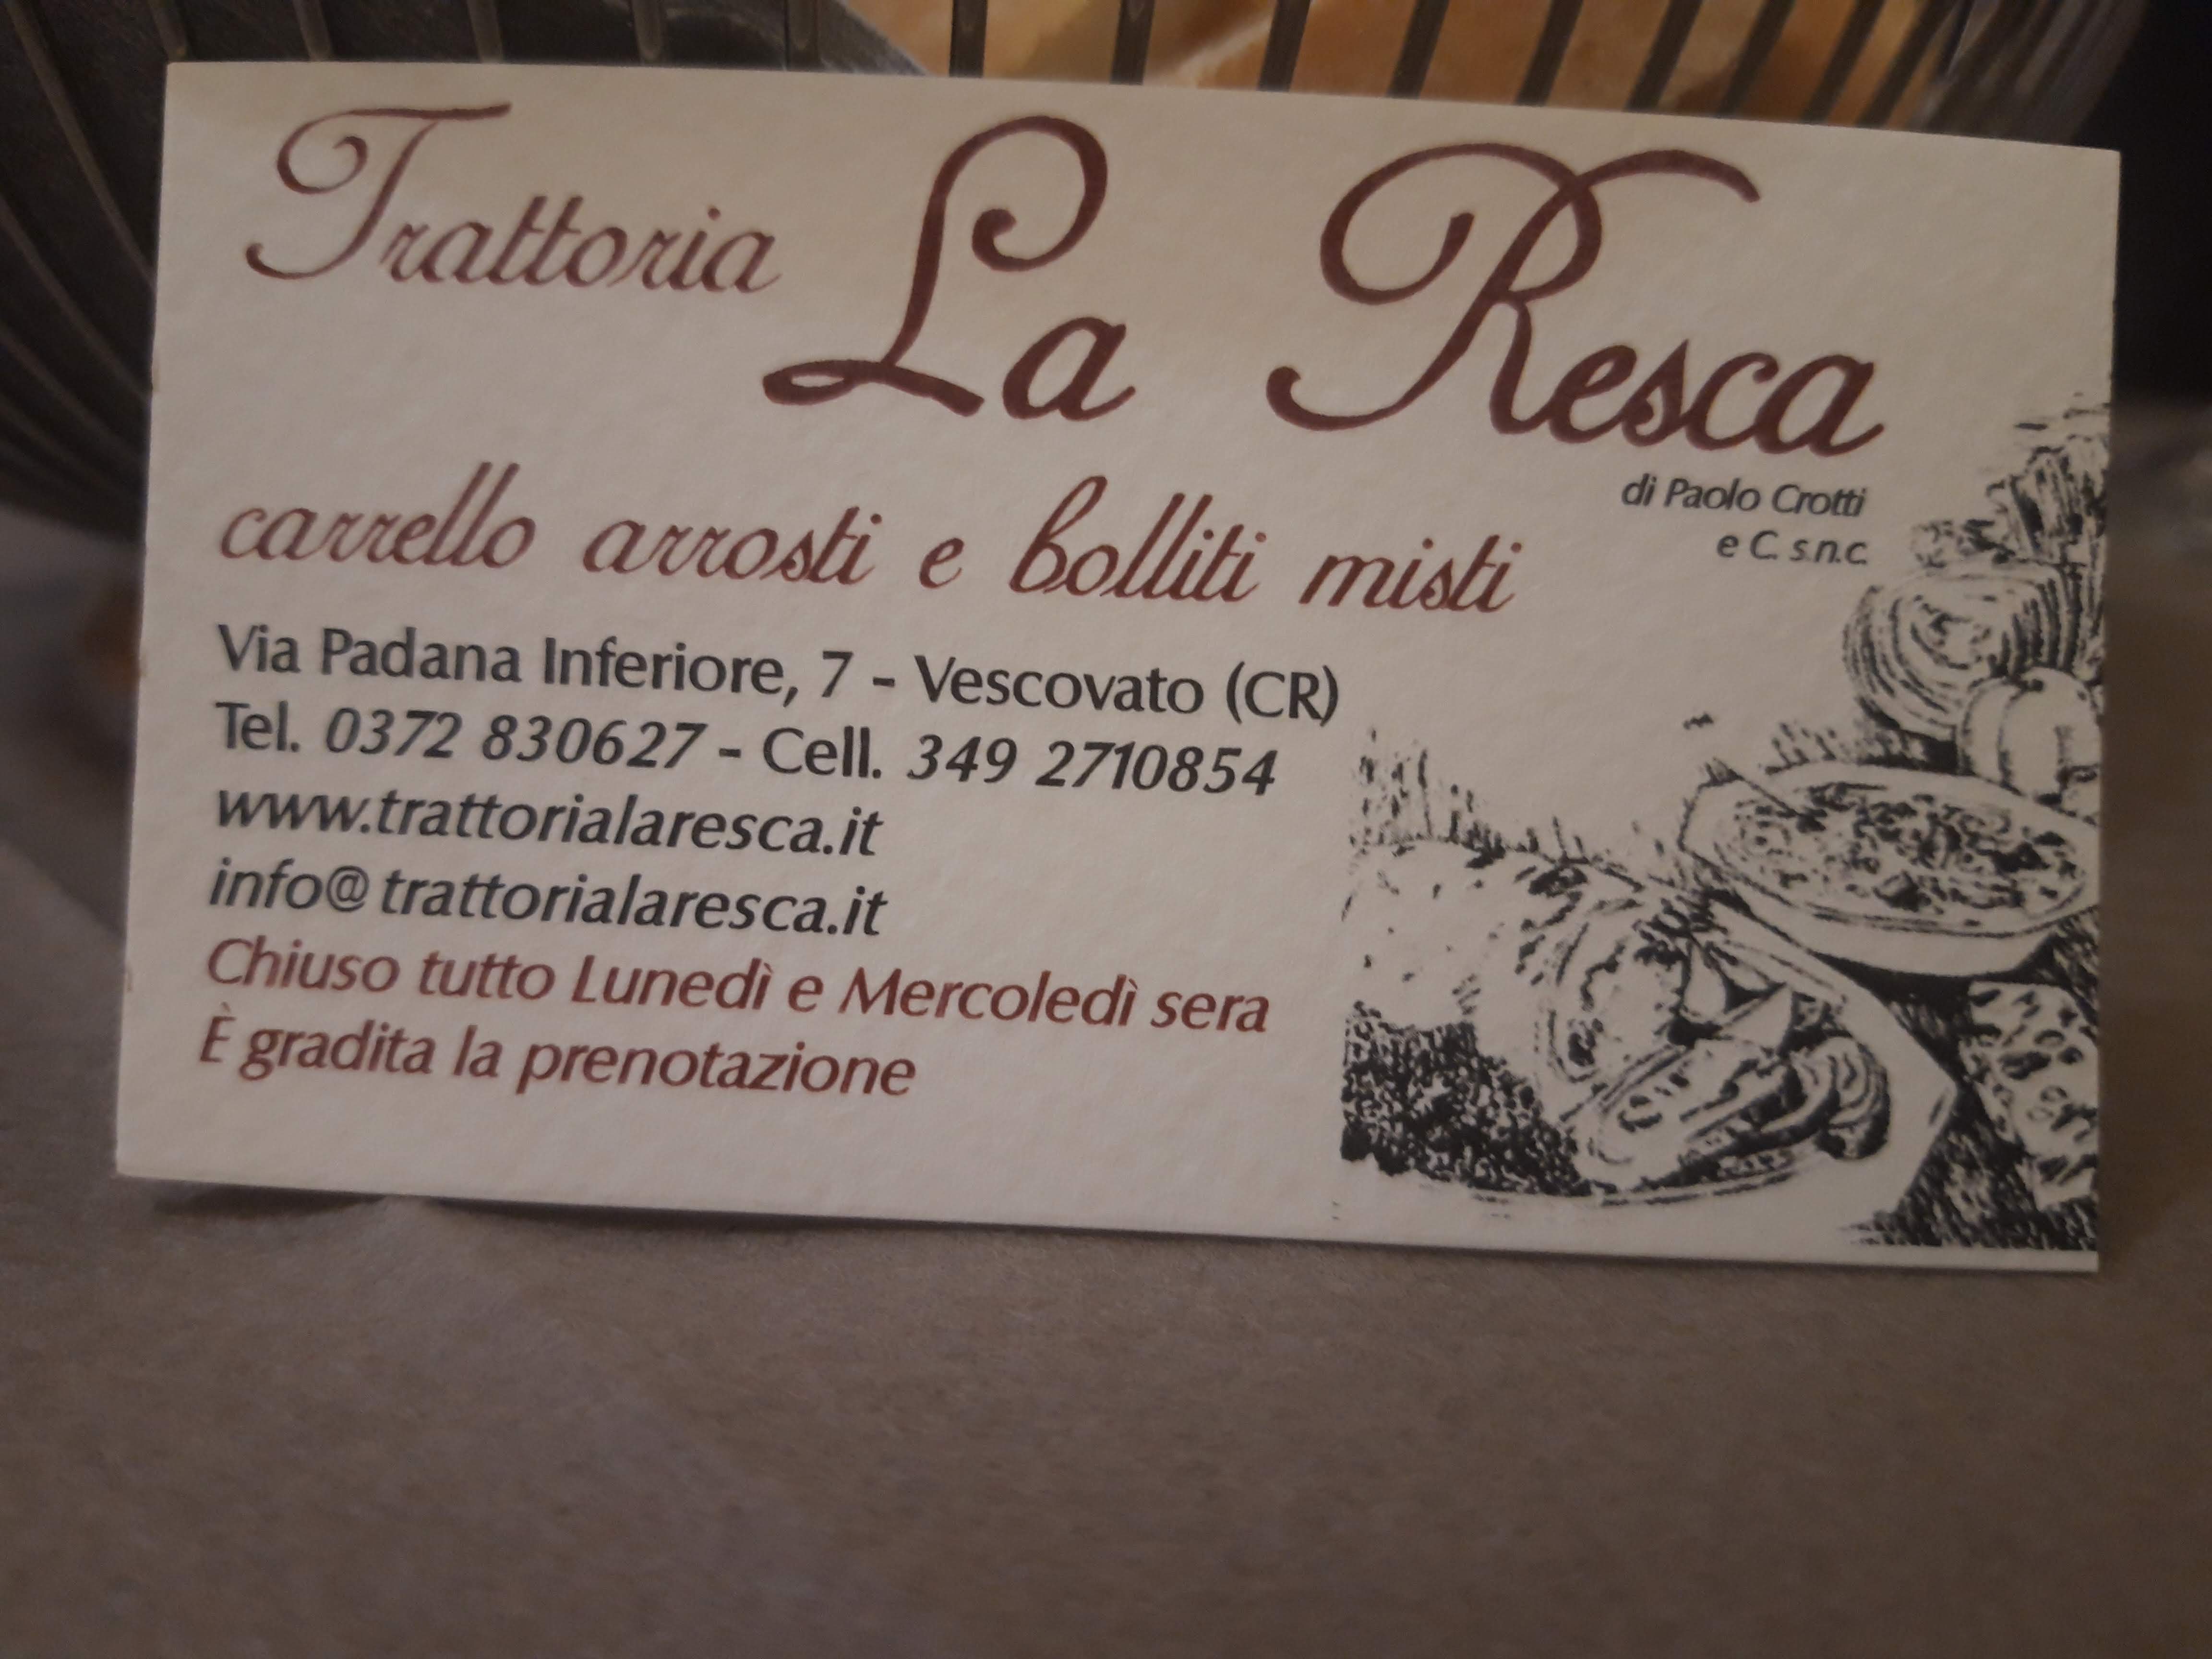 Trattoria La Resca
di Paolo Crotti
e C. s.n.c.
carrello arrosti e bolliti misti
Via Padana Inferiore, 7 - Vescovato (CR)
Tel. 0372 830627 - Cell. 349 2710854
www.trattorialaresca.it
info@trattorialaresca.it
Chiuso tutto Lunedì e Mercoledì sera
È gradita la prenotazione